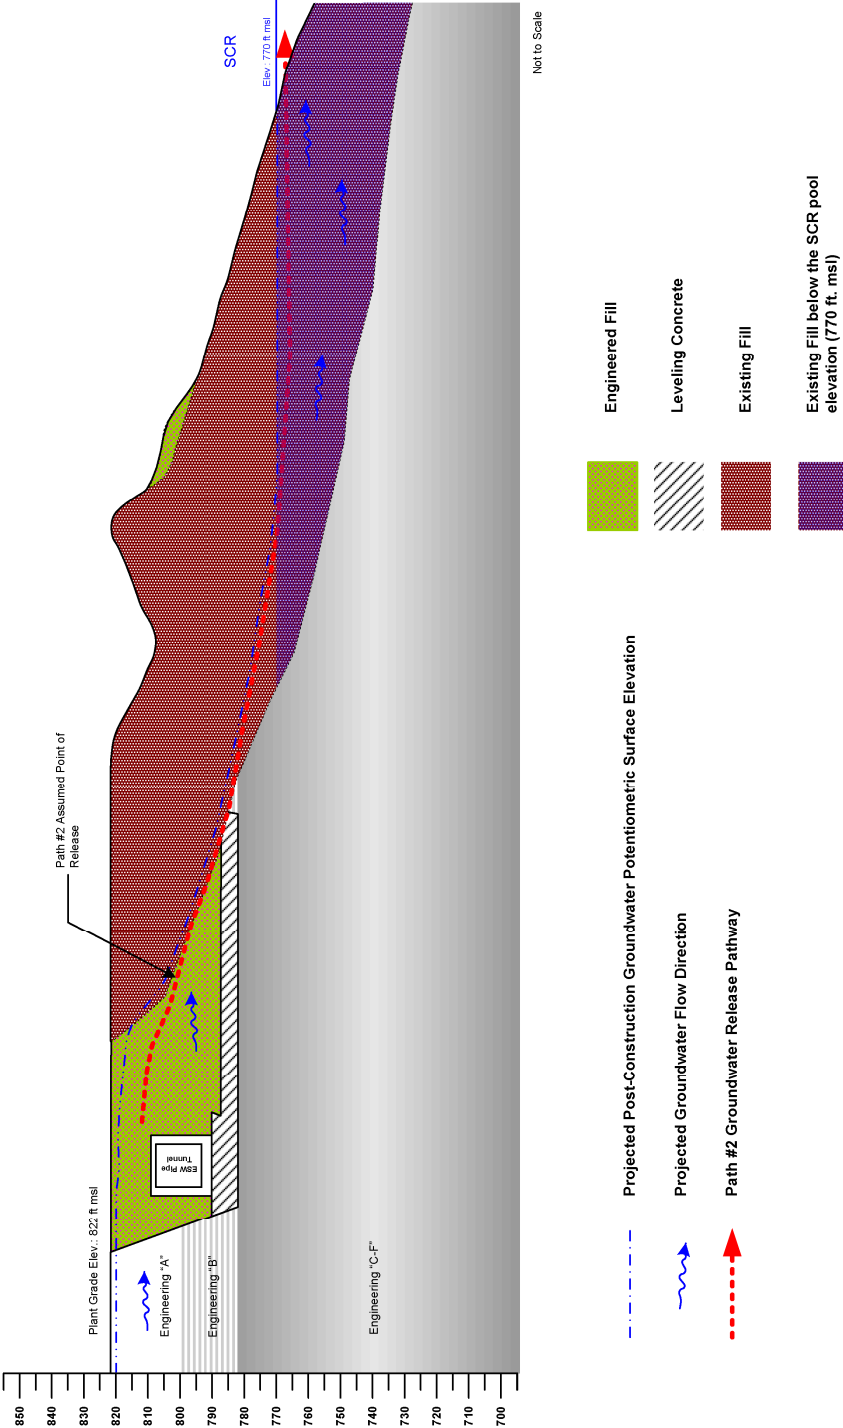 SCR
Elev: 770 ft msl
Not to Scale
Path #2 Assumed Point of
Release
Plant Grade Elev.: 822 ft msl
ESW Pipe
Tunnel
Engineering "A"
Engineering "B"
Engineering "C-F"
850
840
830
820
810
800
790
780
770
760
750
740
730
720
710
700
Projected Post-Construction Groundwater Potentiometric Surface Elevation
Projected Groundwater Flow Direction
Path #2 Groundwater Release Pathway
Engineered Fill
Leveling Concrete
Existing Fill
Existing Fill below the SCR pool
elevation (770 ft. msl)